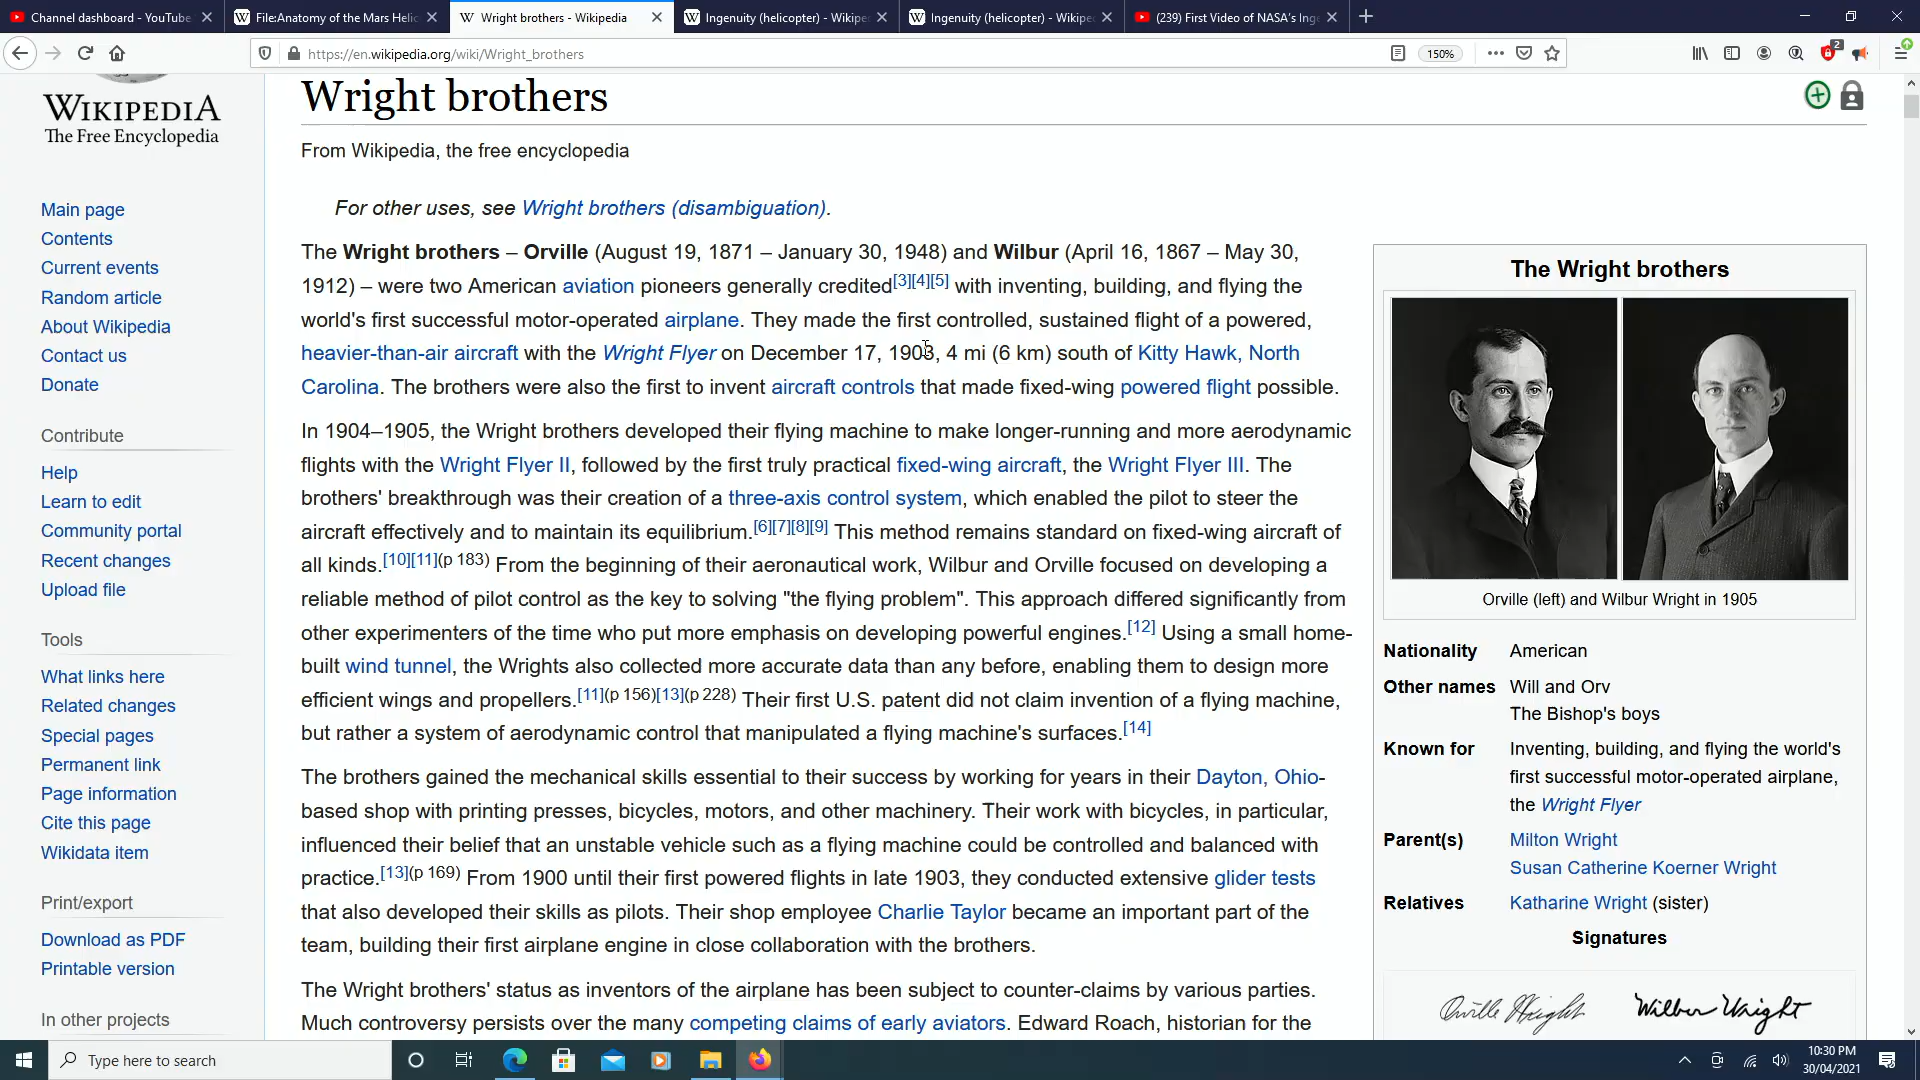 Channel dashboard - YouTube
File:Anatomy of the Mars Helic
Wright brothers - Wikipedia
Ingenuity (helicopter) - Wikipe
Ingenuity (helicopter) - Wikipe
(239) First Video of NASA's Ing
https://en.wikipedia.org/wiki/Wright_brothers
150%
2
WIKIPEDIA
The Free Encyclopedia
Main page
Contents
Current events
Random article
About Wikipedia
Contact us
Donate
Contribute
Help
Learn to edit
Community portal
Recent changes
Upload file
Tools
What links here
Related changes
Special pages
Permanent link
Page information
Cite this page
Wikidata item
Print/export
Download as PDF
Printable version
In other projects
Wright brothers
From Wikipedia, the free encyclopedia
For other uses, see Wright brothers (disambiguation).
The Wright brothers – Orville (August 19, 1871 – January 30, 1948) and Wilbur (April 16, 1867 – May 30,
1912) – were two American aviation pioneers generally credited[3][4][5] with inventing, building, and flying the
world's first successful motor-operated airplane. They made the first controlled, sustained flight of a powered,
heavier-than-air aircraft with the Wright Flyer on December 17, 1903, 4 mi (6 km) south of Kitty Hawk, North
Carolina. The brothers were also the first to invent aircraft controls that made fixed-wing powered flight possible.
In 1904–1905, the Wright brothers developed their flying machine to make longer-running and more aerodynamic
flights with the Wright Flyer II, followed by the first truly practical fixed-wing aircraft, the Wright Flyer III. The
brothers' breakthrough was their creation of a three-axis control system, which enabled the pilot to steer the
aircraft effectively and to maintain its equilibrium.[6][7][8][9] This method remains standard on fixed-wing aircraft of
all kinds.[10][11](p 183) From the beginning of their aeronautical work, Wilbur and Orville focused on developing a
reliable method of pilot control as the key to solving "the flying problem". This approach differed significantly from
other experimenters of the time who put more emphasis on developing powerful engines.[12] Using a small home-
built wind tunnel, the Wrights also collected more accurate data than any before, enabling them to design more
efficient wings and propellers.[11](p 156)[13](p 228) Their first U.S. patent did not claim invention of a flying machine,
but rather a system of aerodynamic control that manipulated a flying machine's surfaces.[14]
The brothers gained the mechanical skills essential to their success by working for years in their Dayton, Ohio-
based shop with printing presses, bicycles, motors, and other machinery. Their work with bicycles, in particular,
influenced their belief that an unstable vehicle such as a flying machine could be controlled and balanced with
practice.[13](p 169) From 1900 until their first powered flights in late 1903, they conducted extensive glider tests
that also developed their skills as pilots. Their shop employee Charlie Taylor became an important part of the
team, building their first airplane engine in close collaboration with the brothers.
The Wright brothers' status as inventors of the airplane has been subject to counter-claims by various parties.
Much controversy persists over the many competing claims of early aviators. Edward Roach, historian for the
The Wright brothers
Orville (left) and Wilbur Wright in 1905
Nationality American
Other names Will and Orv
The Bishop's boys
Known for Inventing, building, and flying the world's
first successful motor-operated airplane,
the Wright Flyer
Parent(s) Milton Wright
Susan Catherine Koerner Wright
Relatives Katharine Wright (sister)
Signatures
Orville Wright Wilbur Wright
Type here to search
10:30 PM
30/04/2021